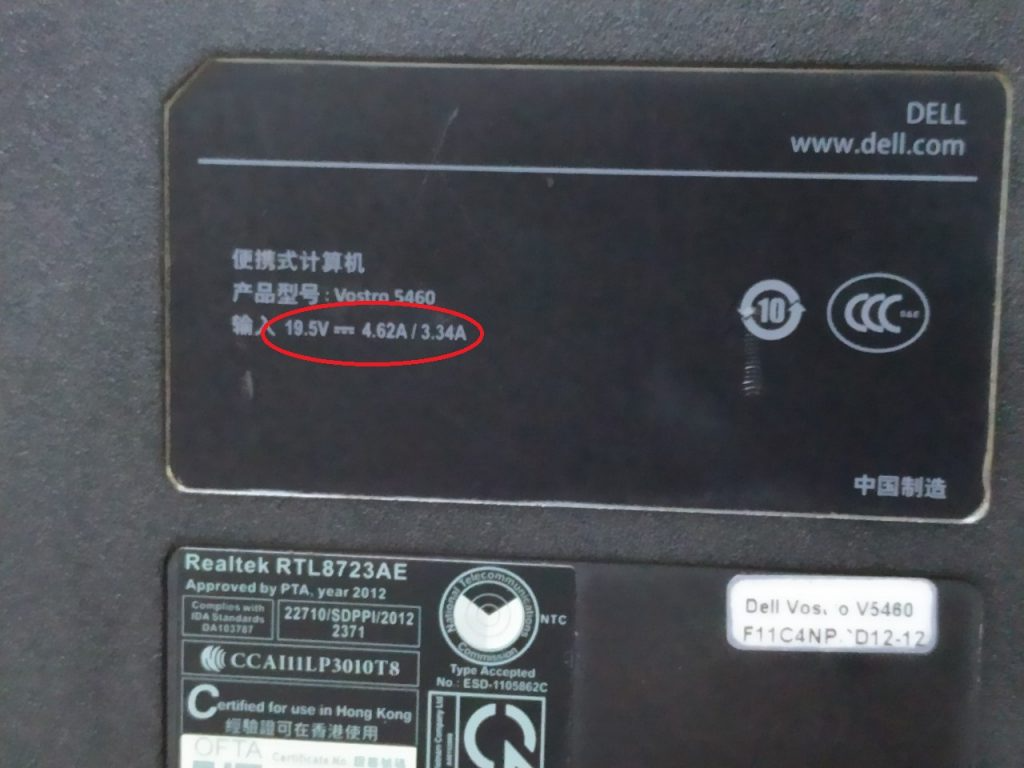 DELL
www.dell.com
便携式计算机
产品型号：Vostro 5460
输入 19.5V ⎓ 4.62A / 3.34A
10
CCC
S&E
中国制造
Realtek RTL8723AE
Approved by PTA, year 2012
Complies with
IDA Standards
DA103787
22710/SDPPI/2012
2371
CCAI11LP3010T8
Certified for use in Hong Kong
經驗證可在香港使用
OFTA
Certificate No.
National Telecommunications
Commission
NTC
Type Accepted
No : ESD-1105862C
Dell Vos o V5460
F11C4NP D12-12